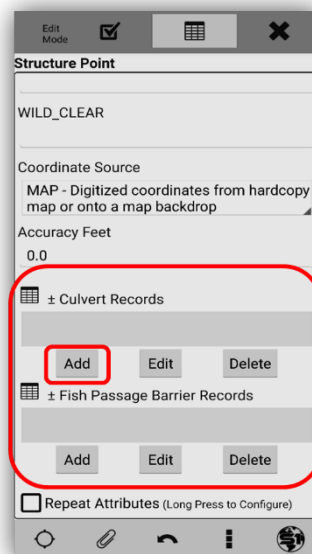 Edit
Mode
Structure Point
WILD_CLEAR
Coordinate Source
MAP - Digitized coordinates from hardcopy
map or onto a map backdrop
Accuracy Feet
0.0
± Culvert Records
Add Edit Delete
± Fish Passage Barrier Records
Add Edit Delete
Repeat Attributes (Long Press to Configure)